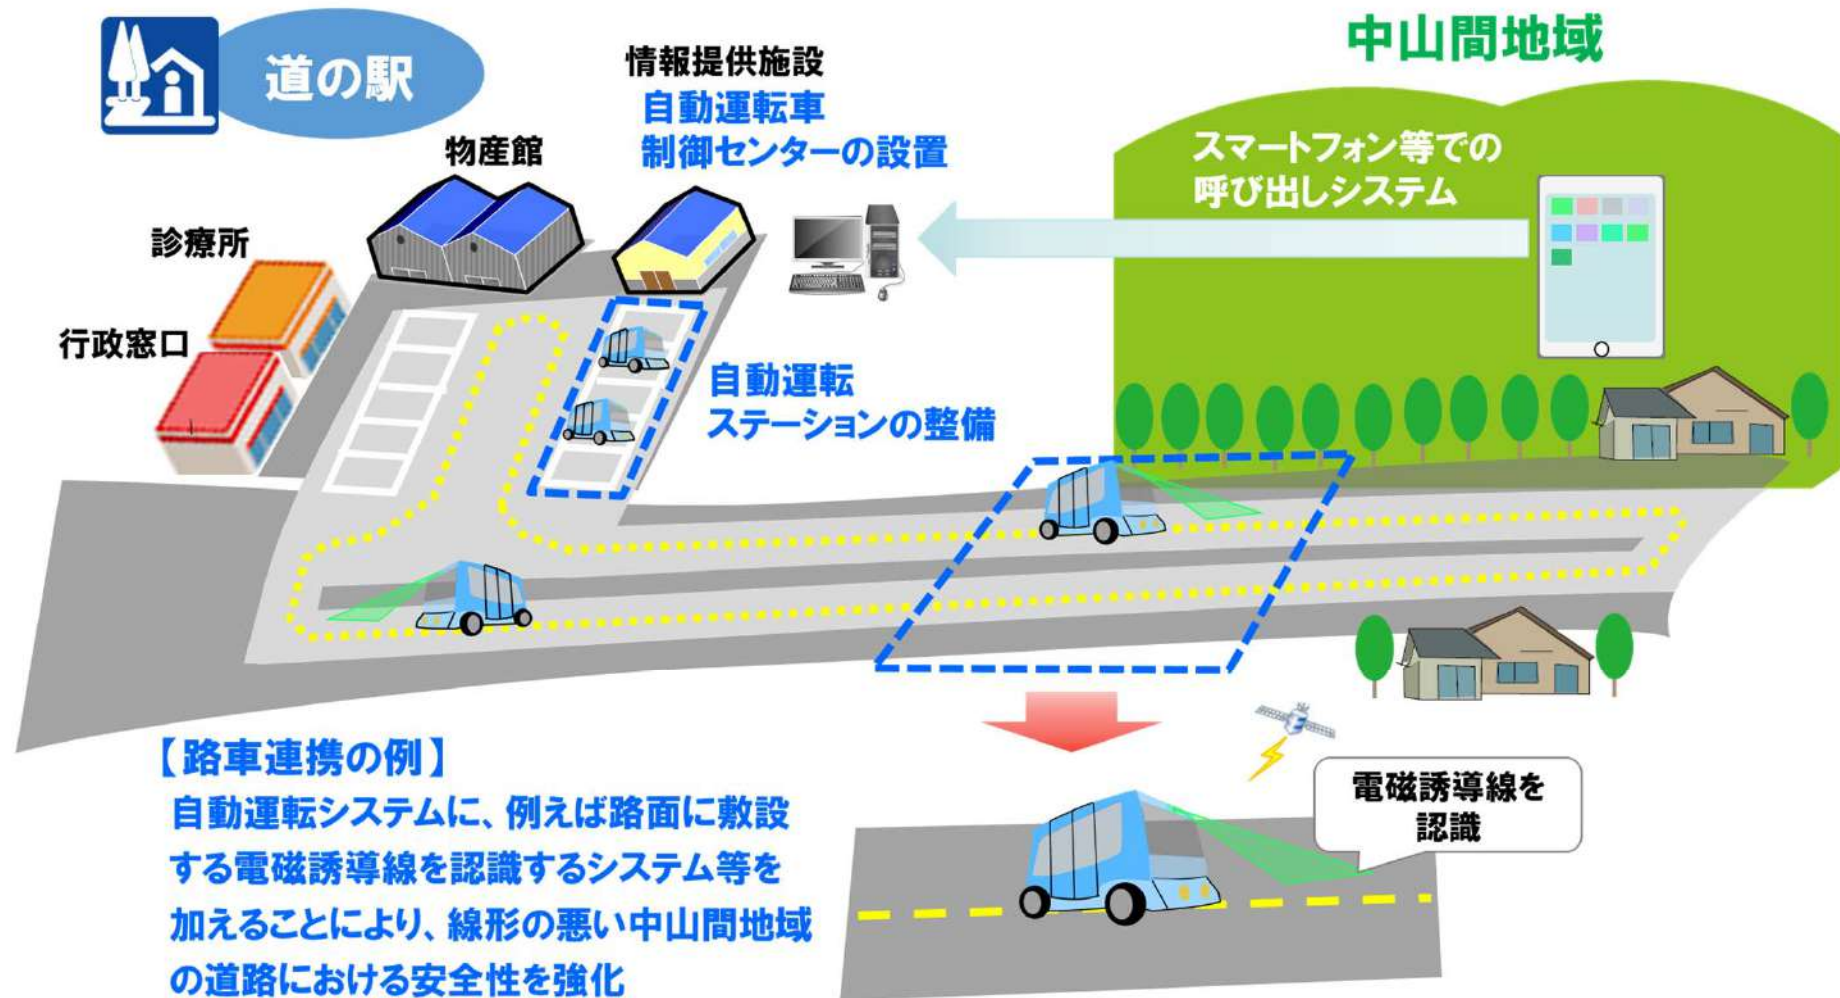 道の駅
情報提供施設
自動運転車
制御センターの設置
中山間地域
物産館
スマートフォン等での
呼び出しシステム
診療所
行政窓口
自動運転
ステーションの整備
【路車連携の例】
自動運転システムに、例えば路面に敷設
する電磁誘導線を認識するシステム等を
加えることにより、線形の悪い中山間地域
の道路における安全性を強化
電磁誘導線を
認識